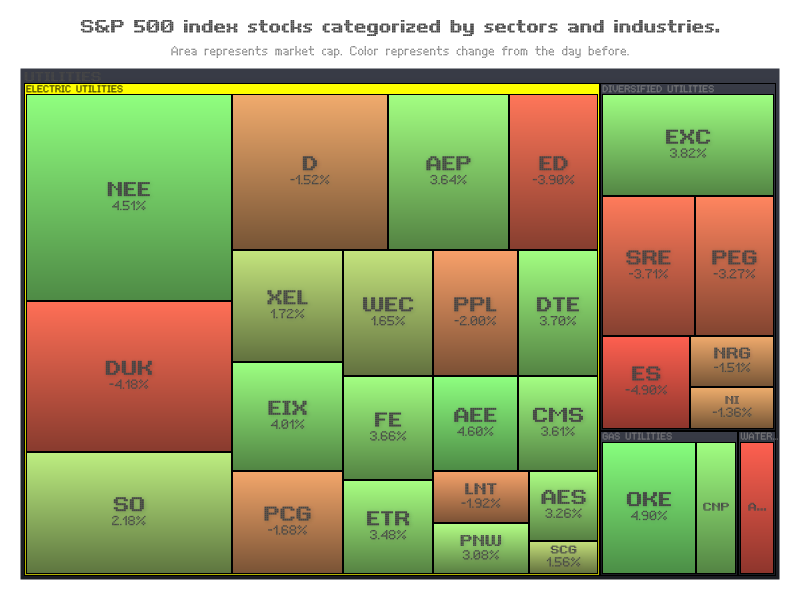 S&P 500 index stocks categorized by sectors and industries.
Area represents market cap. Color represents change from the day before.
UTILITIES
ELECTRIC UTILITIES
NEE
4.51%
DUK
-4.18%
SO
2.18%
D
-1.52%
AEP
3.64%
ED
-3.90%
XEL
1.72%
WEC
1.65%
PPL
-2.00%
DTE
3.70%
EIX
4.01%
FE
3.66%
AEE
4.60%
CMS
3.61%
PCG
-1.68%
ETR
3.48%
LNT
-1.92%
AES
3.26%
PNW
3.08%
SCG
1.56%
DIVERSIFIED UTILITIES
EXC
3.82%
SRE
-3.71%
PEG
-3.27%
ES
-4.90%
NRG
-1.51%
NI
-1.36%
GAS UTILITIES
OKE
4.90%
CNP
WATER...
A...